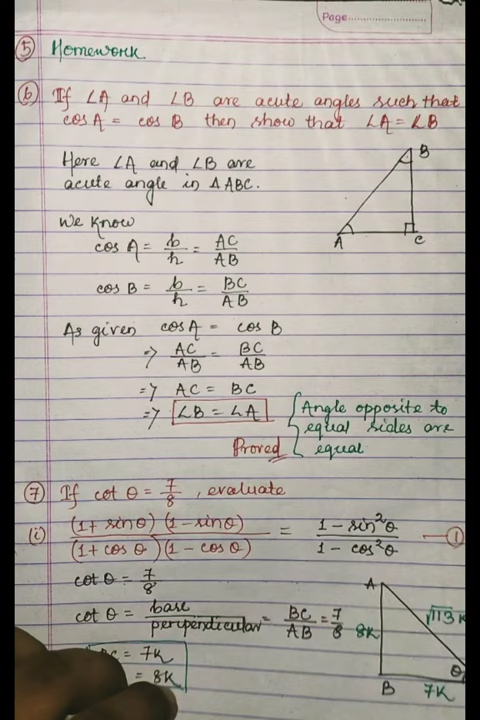 Page
⑤ Homework
⑥ If ∠A and ∠B are acute angles such that
cos A = cos B then show that ∠A = ∠B
Here ∠A and ∠B are
acute angle in ΔABC.
B
A
C
We know
cos A = b/h = AC/AB
cos B = b/h = BC/AB
As given cos A = cos B
=> AC/AB = BC/AB
=> AC = BC
=> ∠B = ∠A
{Angle opposite to
equal sides are
equal
Proved
⑦ If cot θ = 7/8, evaluate
(i) (1+ sin θ) (1 - sin θ) / (1 + cos θ) (1 - cos θ) = 1 - sin²θ / 1 - cos²θ — ①
cot θ = 7/8
cot θ = base/perpendicular = BC/AB = 7/8
BC = 7K
= 8K
A
8K
√113 K
θ
B
7K